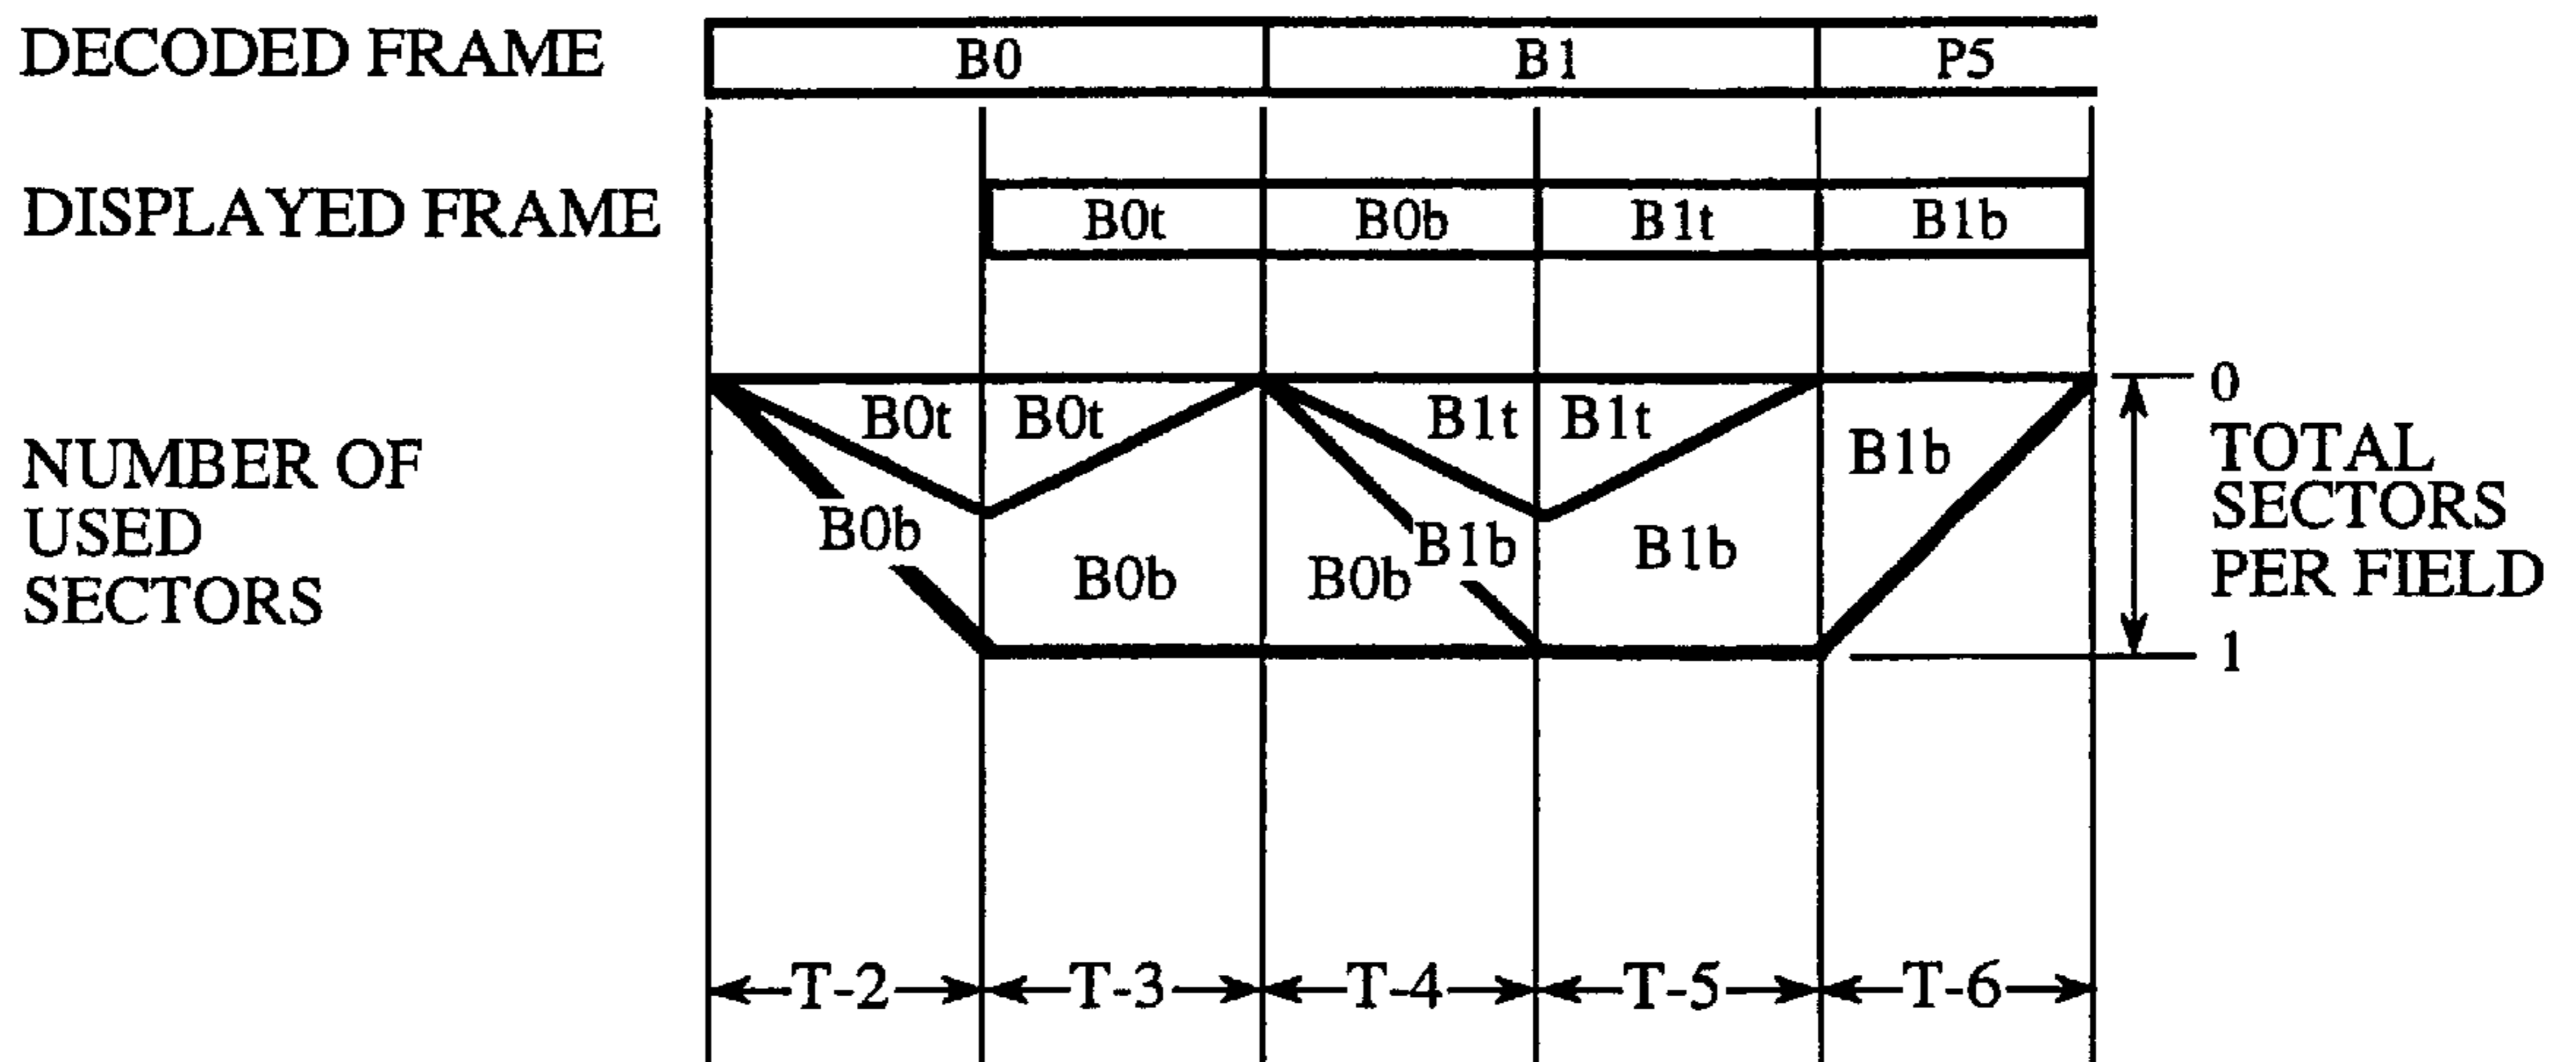 DECODED FRAME
B0
B1
P5
DISPLAYED FRAME
B0t
B0b
B1t
B1b
NUMBER OF
USED
SECTORS
B0t
B0t
B0b
B0b
B1t
B1t
B0b
B1b
B1b
B1b
0
TOTAL
SECTORS
PER FIELD
1
T-2
T-3
T-4
T-5
T-6